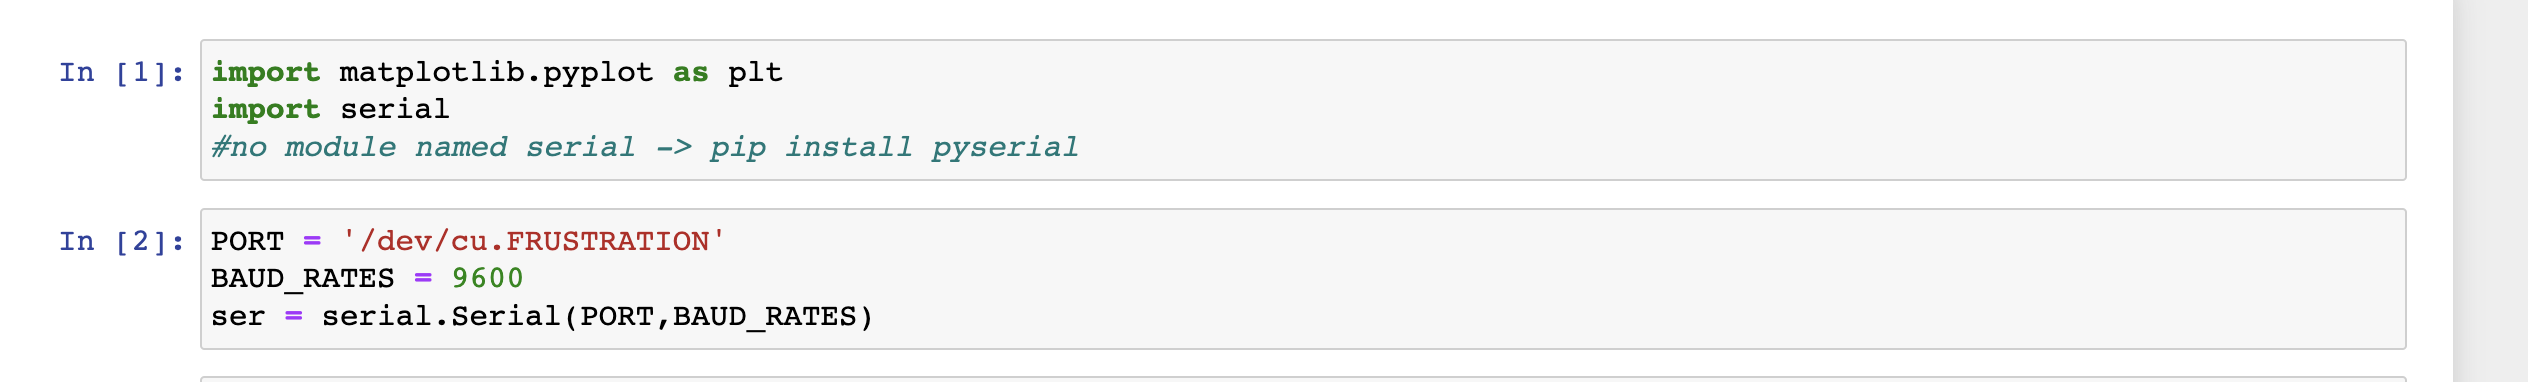 In [1]: import matplotlib.pyplot as plt
import serial
#no module named serial -> pip install pyserial
In [2]: PORT = '/dev/cu.FRUSTRATION'
BAUD_RATES = 9600
ser = serial.Serial(PORT,BAUD_RATES)